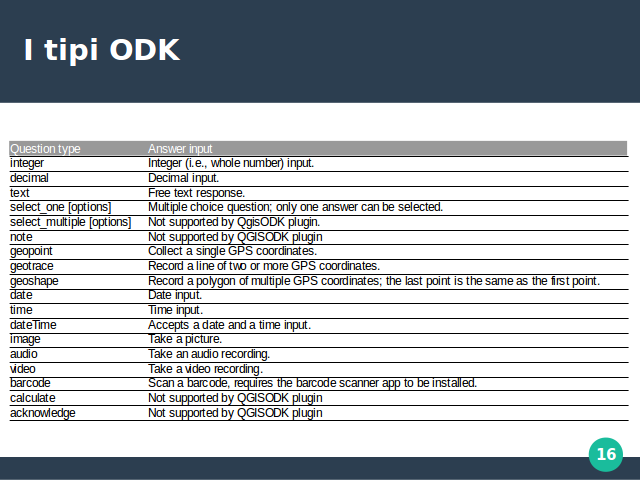 I tipi ODK
Question type Answer input
integer Integer (i.e., whole number) input.
decimal Decimal input.
text Free text response.
select_one [options] Multiple choice question; only one answer can be selected.
select_multiple [options] Not supported by QgisODK plugin.
note Not supported by QGISODK plugin
geopoint Collect a single GPS coordinates.
geotrace Record a line of two or more GPS coordinates.
geoshape Record a polygon of multiple GPS coordinates; the last point is the same as the first point.
date Date input.
time Time input.
dateTime Accepts a date and a time input.
image Take a picture.
audio Take an audio recording.
video Take a video recording.
barcode Scan a barcode, requires the barcode scanner app to be installed.
calculate Not supported by QGISODK plugin
acknowledge Not supported by QGISODK plugin
16